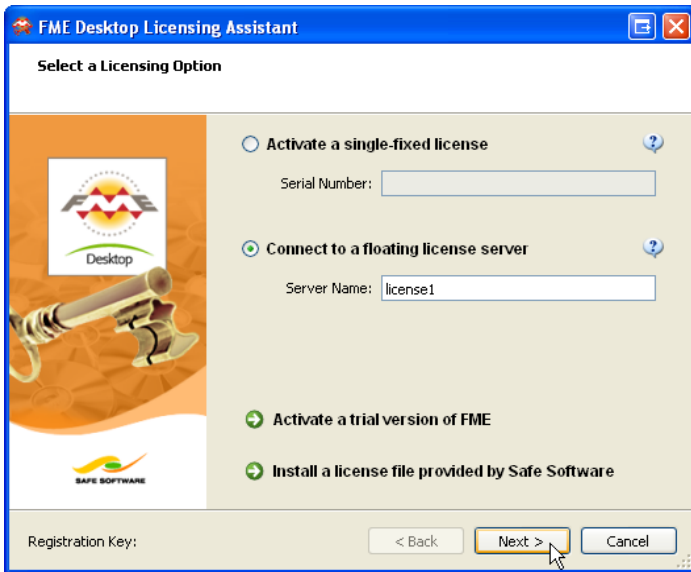 FME Desktop Licensing Assistant
Select a Licensing Option
Activate a single-fixed license
Serial Number:
FME
Desktop
Connect to a floating license server
Server Name: license1
Activate a trial version of FME
Install a license file provided by Safe Software
SAFE SOFTWARE
Registration Key:
< Back
Next >
Cancel